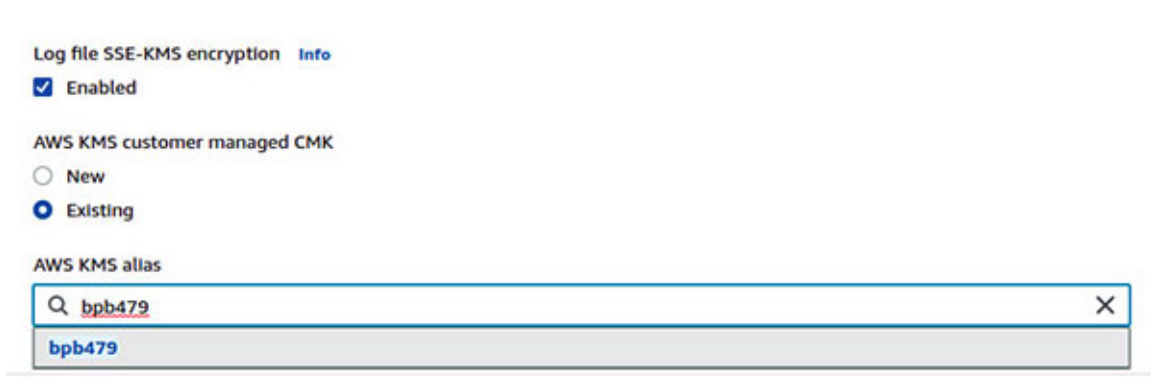 Log file SSE-KMS encryption Info
Enabled
AWS KMS customer managed CMK
New
Existing
AWS KMS alias
bpb479
bpb479